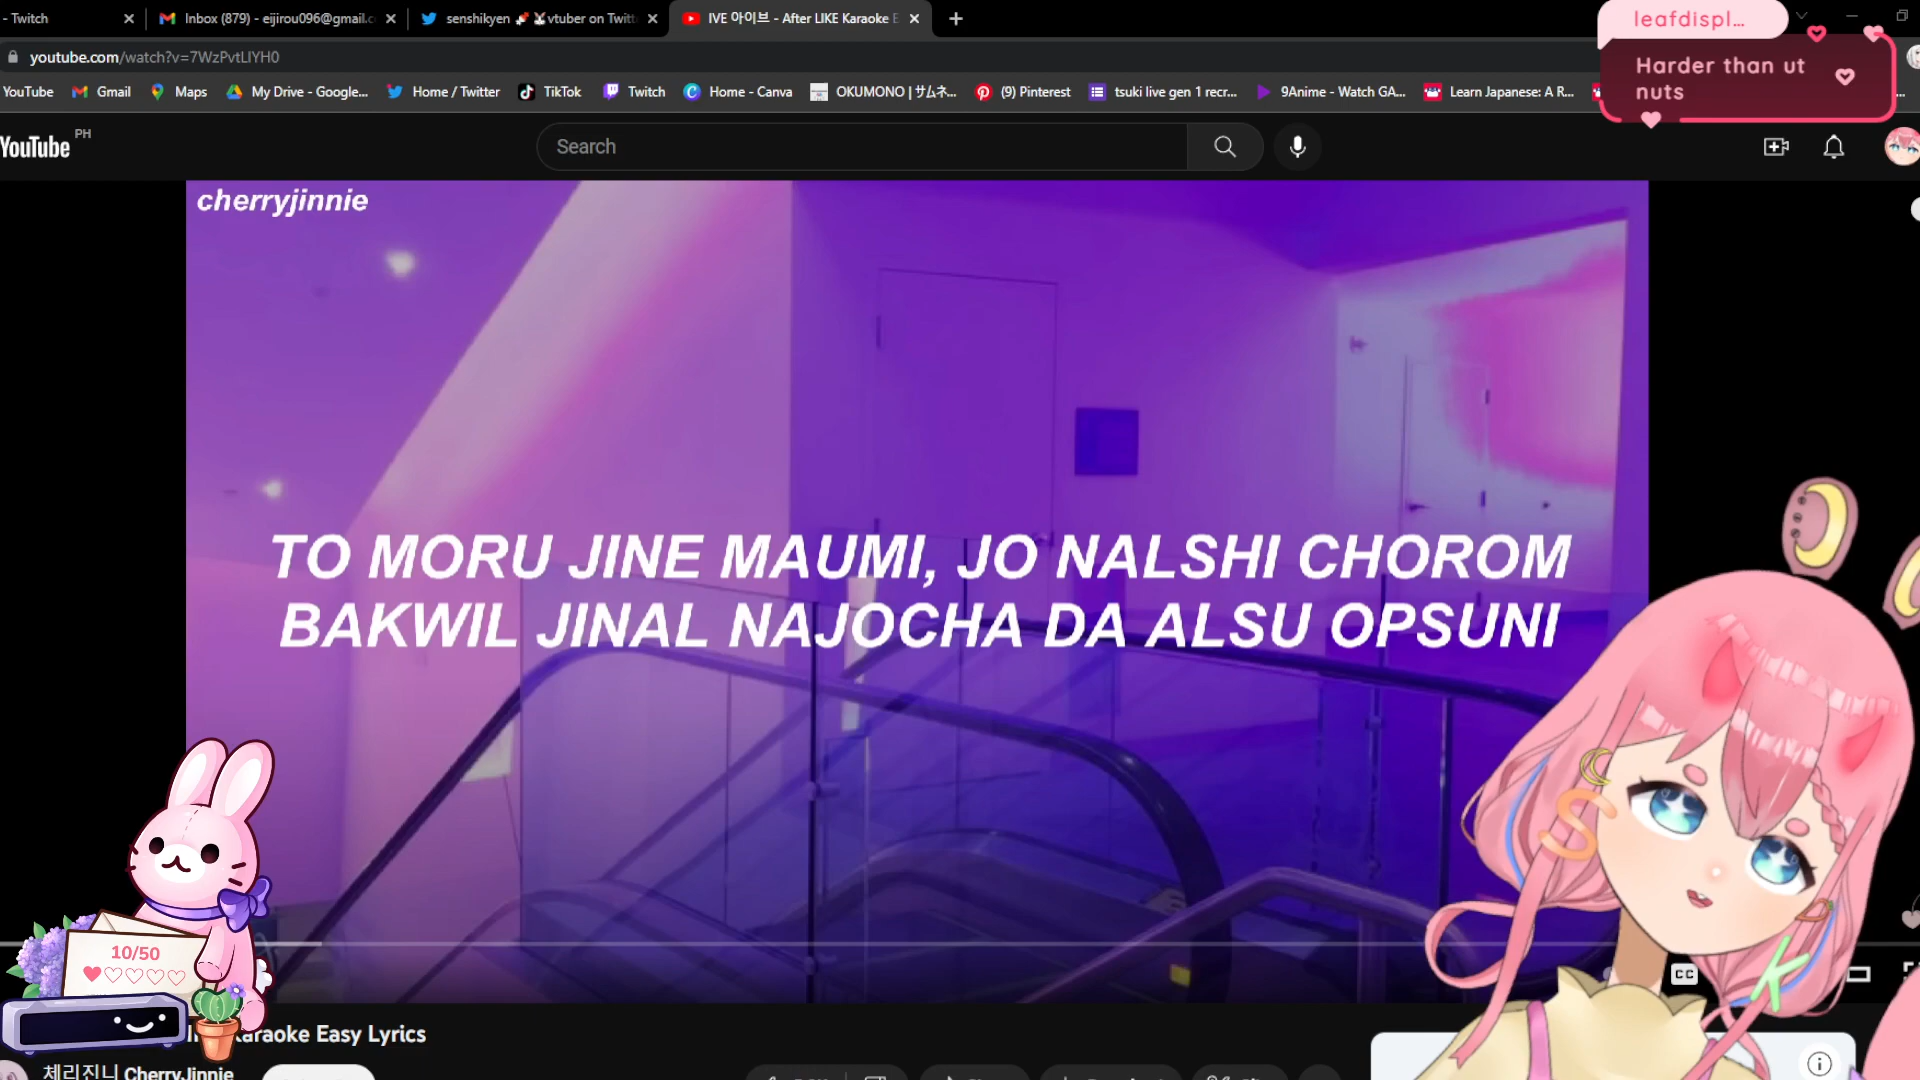 - Twitch
Inbox (879) - eijirou096@gmail.c
senshikyen
vtuber on Twit
IVE 아이브 - After LIKE Karaoke E
leafdispl...
Harder than ut
nuts
youtube.com/watch?v=7WzPvtLIYH0
YouTube
Gmail
Maps
My Drive - Google...
Home / Twitter
TikTok
Twitch
Home - Canva
OKUMONO | サムネ...
(9) Pinterest
tsuki live gen 1 recr...
9Anime - Watch GA...
Learn Japanese: A R...
YouTube PH
Search
cherryjinnie
TO MORU JINE MAUMI, JO NALSHI CHOROM
BAKWIL JINAL NAJOCHA DA ALSU OPSUNI
10/50
CC
S
K
Karaoke Easy Lyrics
체리진니 CherryJinnie